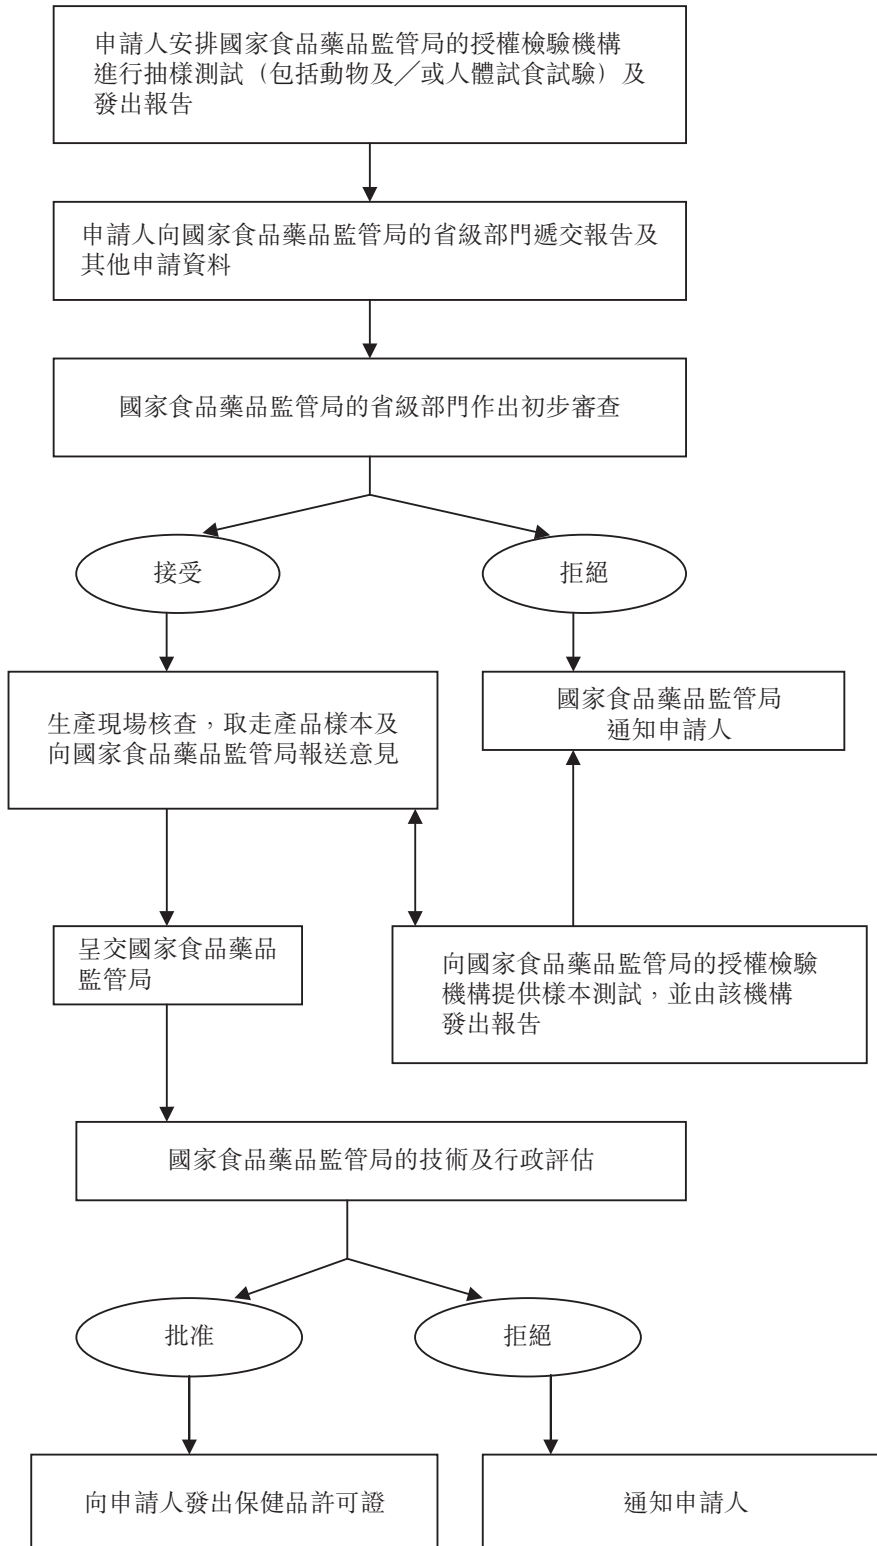 申請人安排國家食品藥品監管局的授權檢驗機構
進行抽樣測試（包括動物及╱或人體試食試驗）及
發出報告
申請人向國家食品藥品監管局的省級部門遞交報告及
其他申請資料
國家食品藥品監管局的省級部門作出初步審查
接受
拒絕
生產現場核查，取走產品樣本及
向國家食品藥品監管局報送意見
國家食品藥品監管局
通知申請人
呈交國家食品藥品
監管局
向國家食品藥品監管局的授權檢驗
機構提供樣本測試，並由該機構
發出報告
國家食品藥品監管局的技術及行政評估
批准
拒絕
向申請人發出保健品許可證
通知申請人